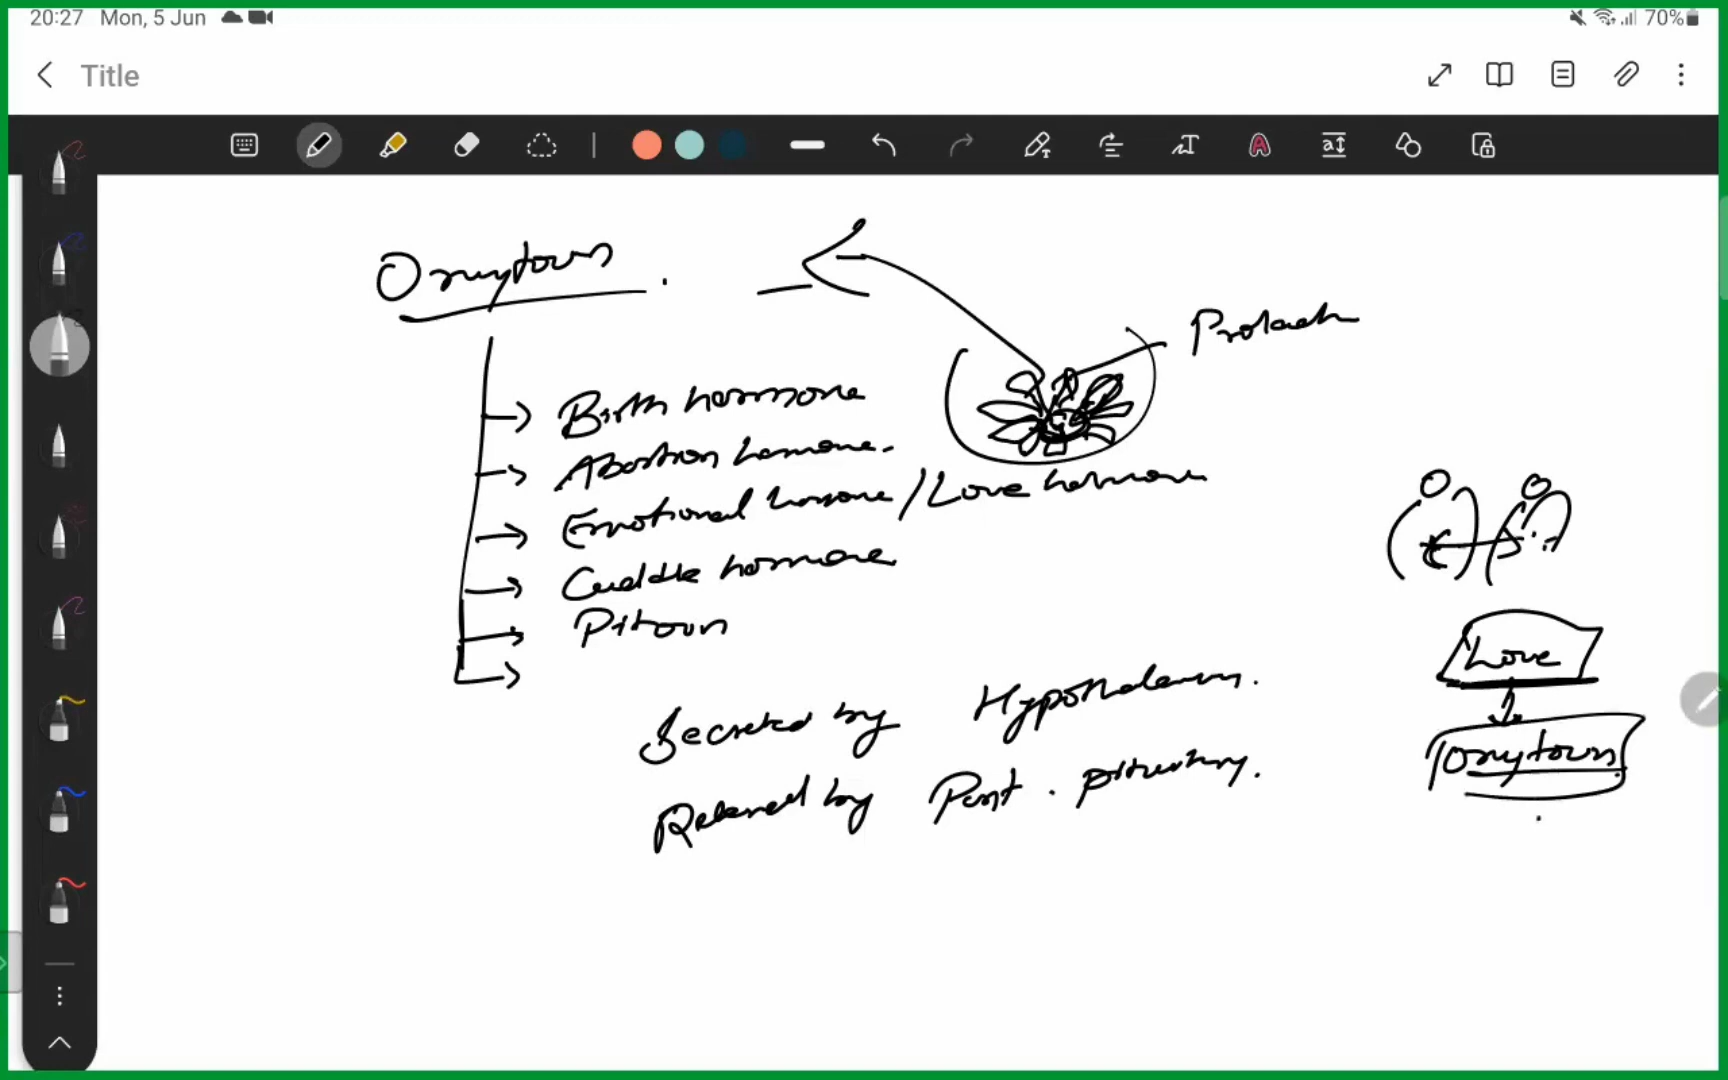 20:27 Mon, 5 Jun 70%
Title
Oxytocin.
Prolact
Birth hormone
Abortion hormone.
Emotional hormone / Love hormone
Cuddle hormone
Pitocin
Love
Secreted by Hypothalamus.
Oxytocin
Released by Post. pituitary.